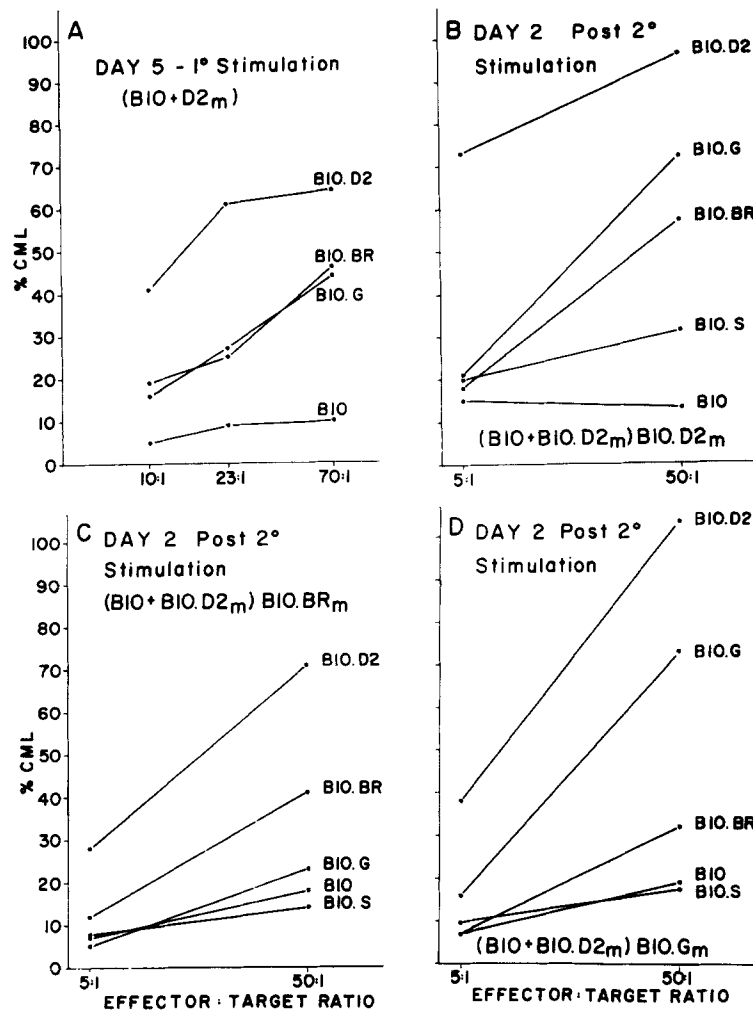 A
DAY 5 - 1° Stimulation
(B10 + D2m)
% CML
100
90
80
70
60
50
40
30
20
10
0
B10.D2
B10.BR
B10.G
B10
10:1 23:1 70:1
B DAY 2 Post 2°
Stimulation
B10.D2
B10.G
B10.BR
B10.S
B10
(B10 + B10.D2m) B10.D2m
5:1 50:1
C DAY 2 Post 2°
Stimulation
(B10 + B10.D2m) B10.BRm
% CML
100
90
80
70
60
50
40
30
20
10
0
B10.D2
B10.BR
B10.G
B10
B10.S
5:1 50:1
EFFECTOR : TARGET RATIO
D DAY 2 Post 2°
Stimulation
B10.D2
B10.G
B10.BR
B10
B10.S
(B10 + B10.D2m) B10.Gm
5:1 50:1
EFFECTOR : TARGET RATIO